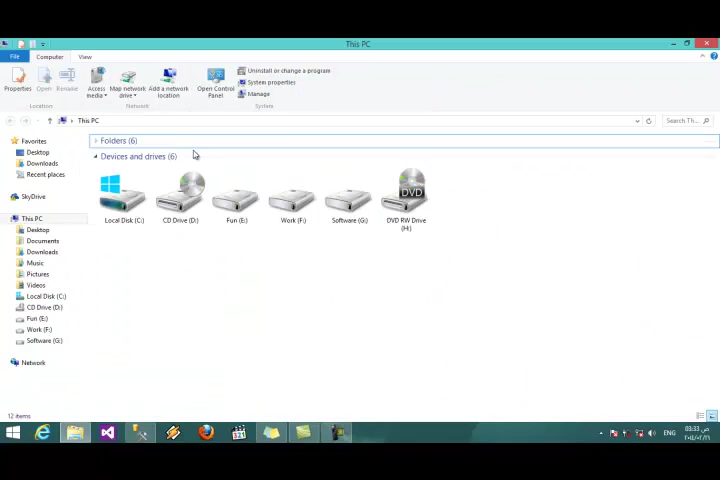 This PC
File Computer View
Properties Open Rename Access media Map network drive Add a network location Open Control Panel
Uninstall or change a program
System properties
Manage
Location Network System
This PC
Search Th...
Favorites
Desktop
Downloads
Recent places
SkyDrive
This PC
Desktop
Documents
Downloads
Music
Pictures
Videos
Local Disk (C:)
CD Drive (D:)
Fun (E:)
Work (F:)
Software (G:)
Network
Folders (6)
Devices and drives (6)
Local Disk (C:) CD Drive (D:) Fun (E:) Work (F:) Software (G:) DVD RW Drive (H:)
DVD
12 items
321
ENG
03:33 ص